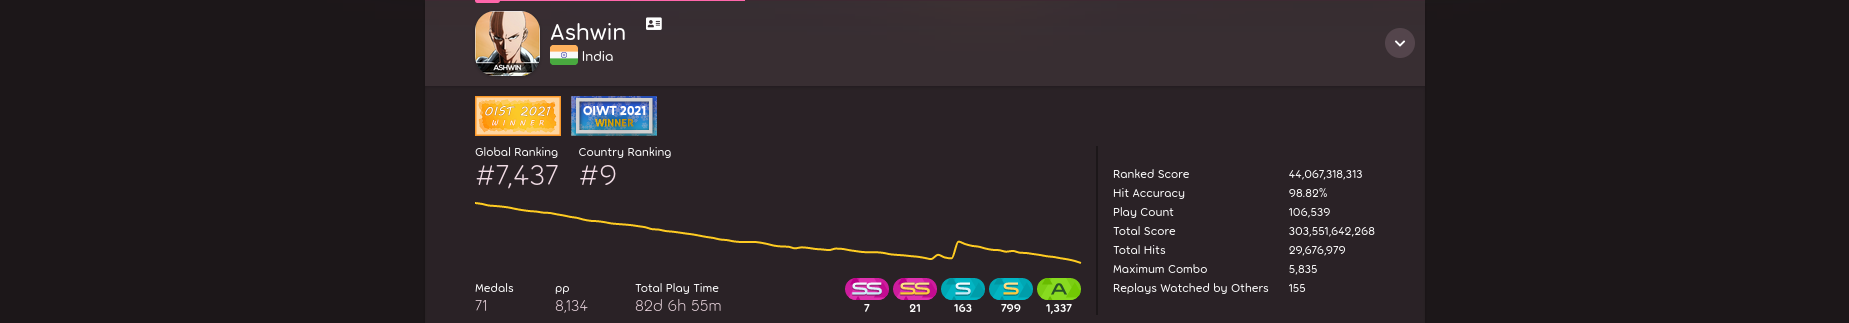 Ashwin
India
ASHWIN
OIST 2021
WINNER
OIWT 2021
WINNER
Global Ranking
#7,437
Country Ranking
#9
Medals
71
pp
8,134
Total Play Time
82d 6h 55m
SS SS S S A
7 21 163 799 1,337
Ranked Score 44,067,318,313
Hit Accuracy 98.82%
Play Count 106,539
Total Score 303,551,642,268
Total Hits 29,676,979
Maximum Combo 5,835
Replays Watched by Others 155